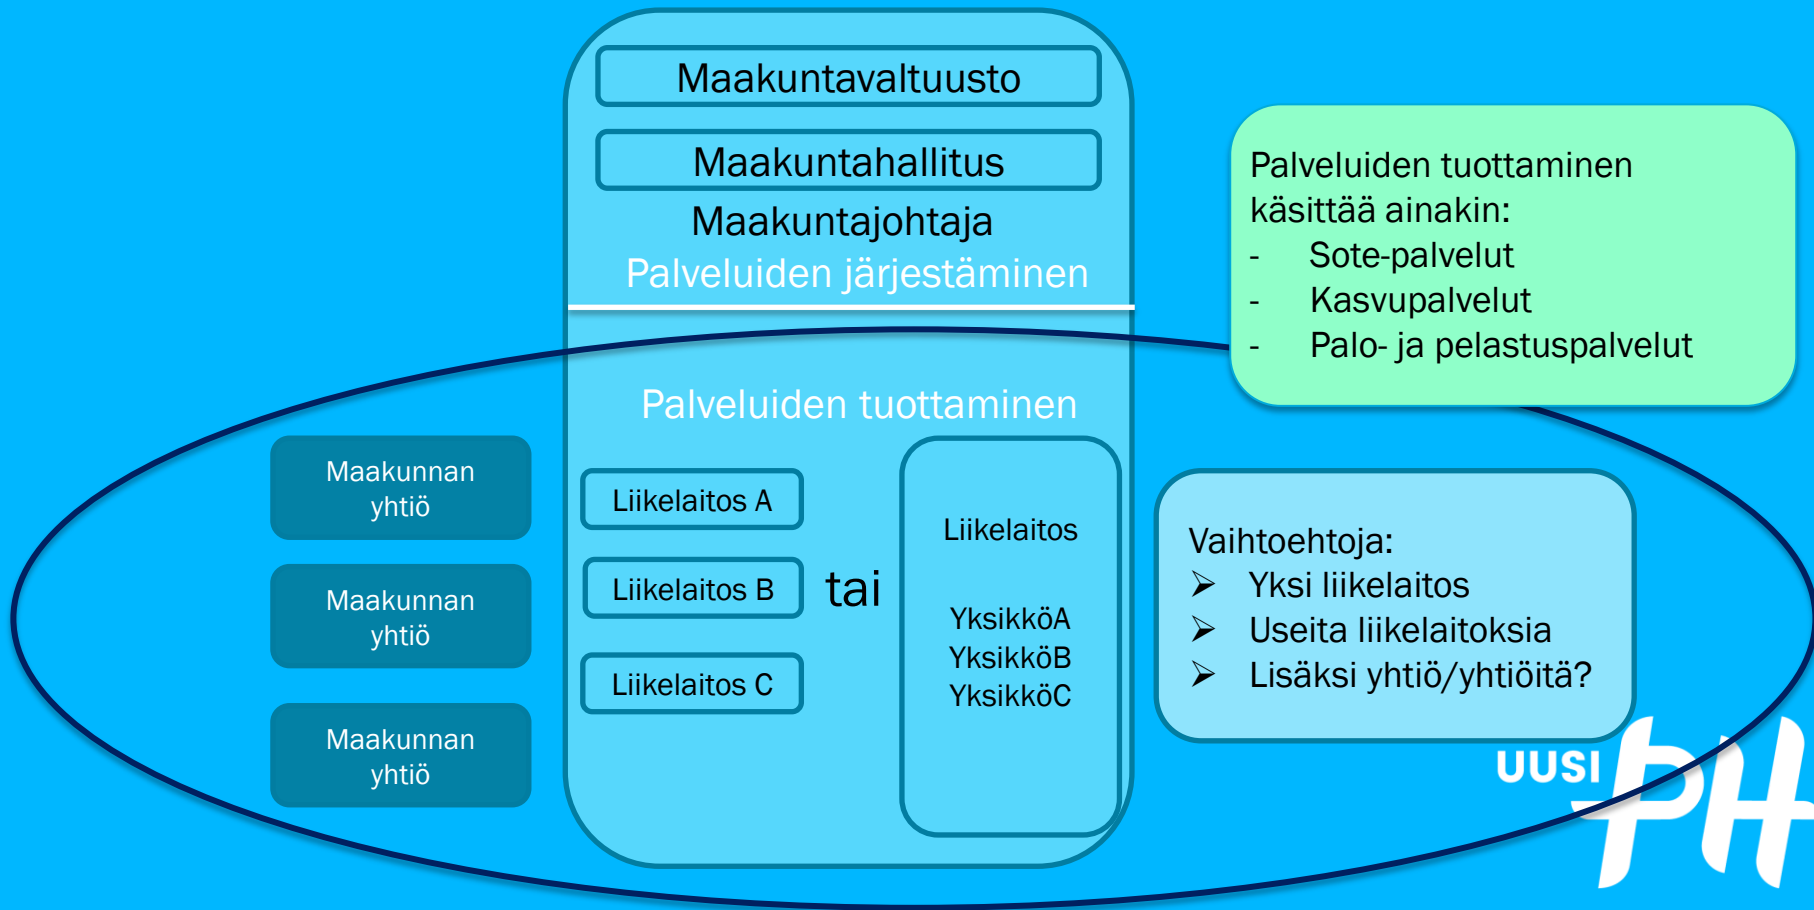 Maakuntavaltuusto
Maakuntahallitus
Maakuntajohtaja
Palveluiden järjestäminen
Palveluiden tuottaminen
käsittää ainakin:
- Sote-palvelut
- Kasvupalvelut
- Palo- ja pelastuspalvelut
Palveluiden tuottaminen
Maakunnan
yhtiö
Maakunnan
yhtiö
Maakunnan
yhtiö
Liikelaitos A
Liikelaitos B
Liikelaitos C
tai
Liikelaitos
YksikköA
YksikköB
YksikköC
Vaihtoehtoja:
➢ Yksi liikelaitos
➢ Useita liikelaitoksia
➢ Lisäksi yhtiö/yhtiöitä?
UUSI
PH